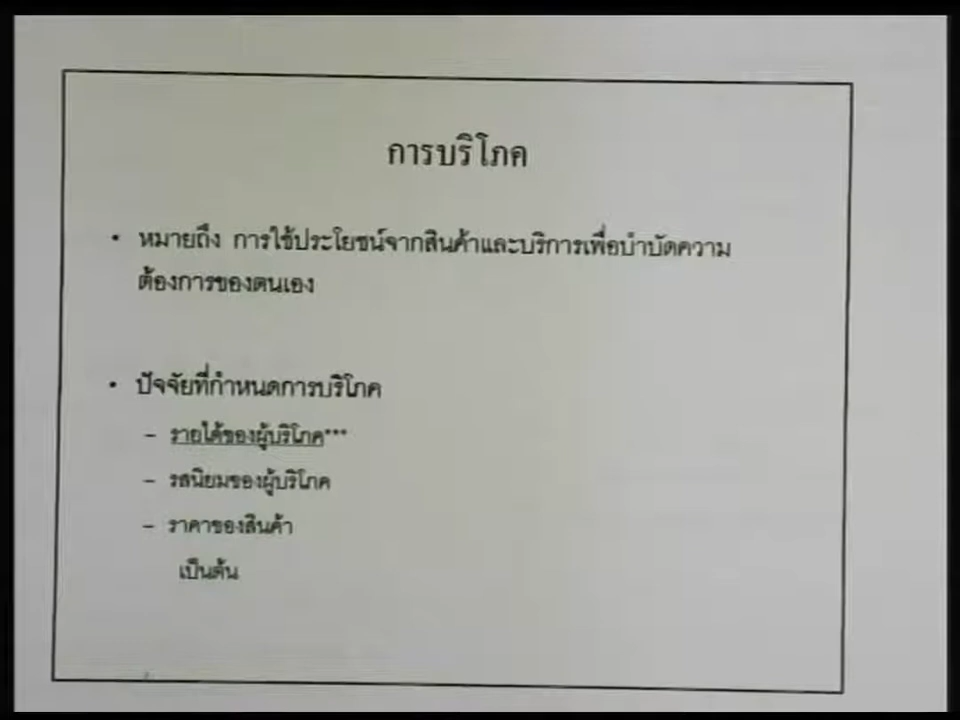 การบริโภค
• หมายถึง การใช้ประโยชน์จากสินค้าและบริการเพื่อบำบัดความ
ต้องการของตนเอง
• ปัจจัยที่กำหนดการบริโภค
– รายได้ของผู้บริโภค***
– รสนิยมของผู้บริโภค
– ราคาของสินค้า
เป็นต้น